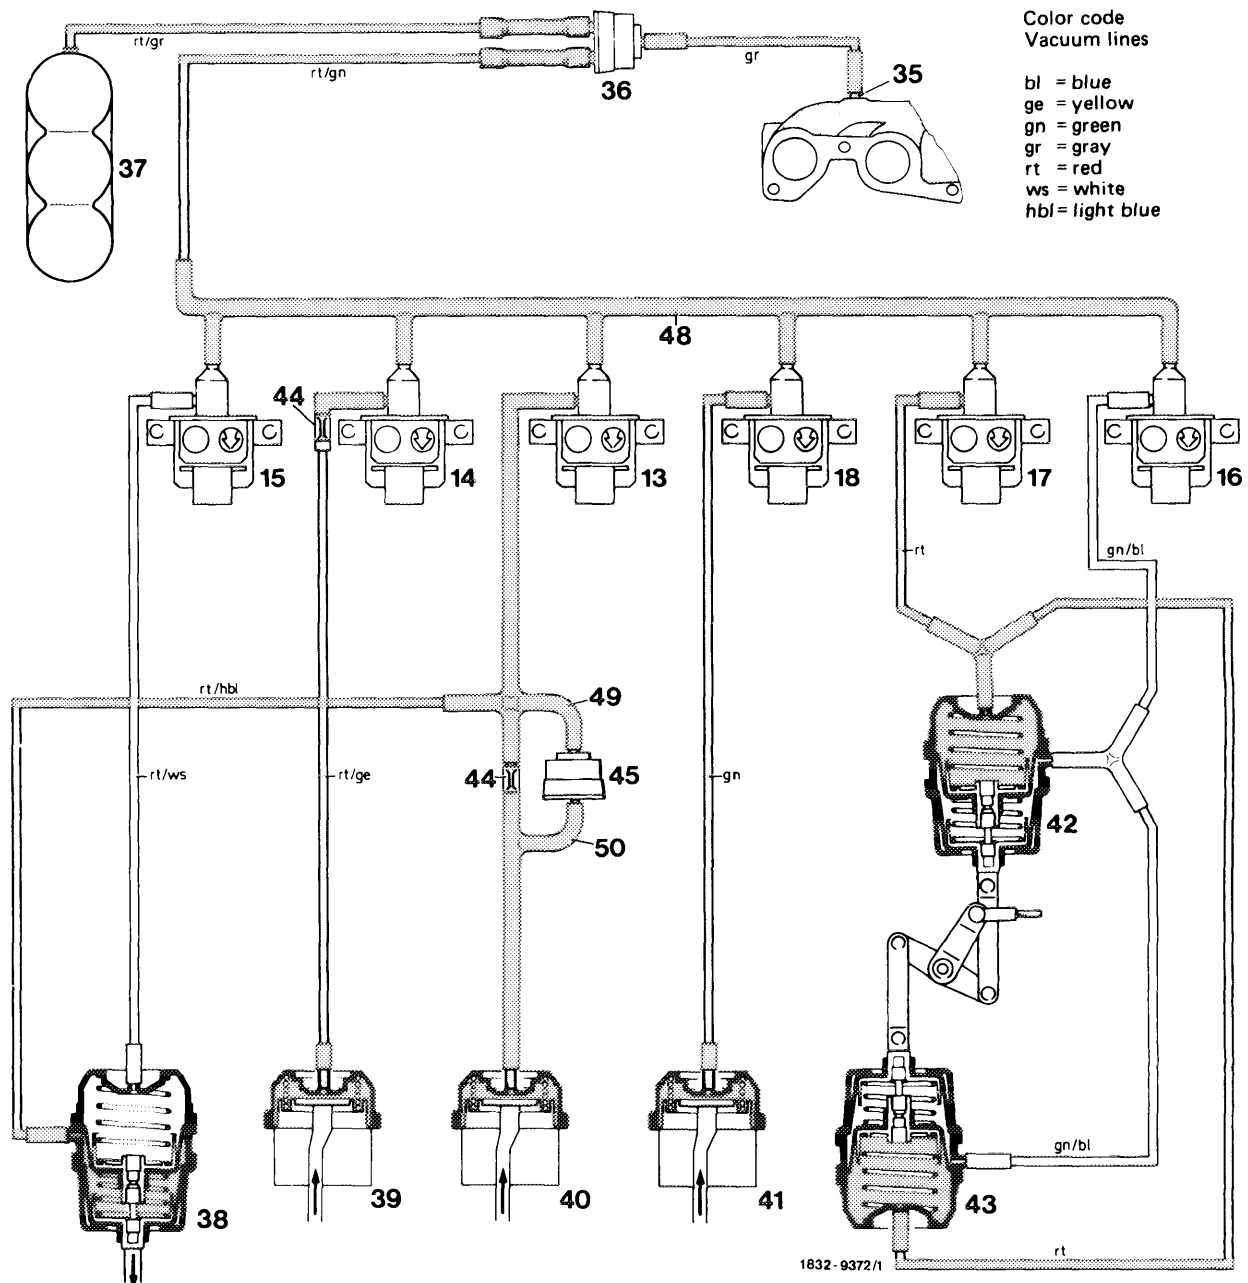 Color code
Vacuum lines
bl = blue
ge = yellow
gn = green
gr = gray
rt = red
ws = white
hbl = light blue
rt/gr
rt/gn
gr
36
35
37
48
44
15
14
13
18
17
16
rt
gn/bl
rt/hbl
49
rt/ws
rt/ge
44
45
gn
42
50
gn/bl
38
39
40
41
43
rt
1832-9372/1